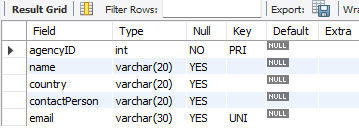 Result Grid Filter Rows: Export: Wra
Field Type Null Key Default Extra
agencyID int NO PRI NULL
name varchar(20) YES NULL
country varchar(20) YES NULL
contactPerson varchar(20) YES NULL
email varchar(30) YES UNI NULL